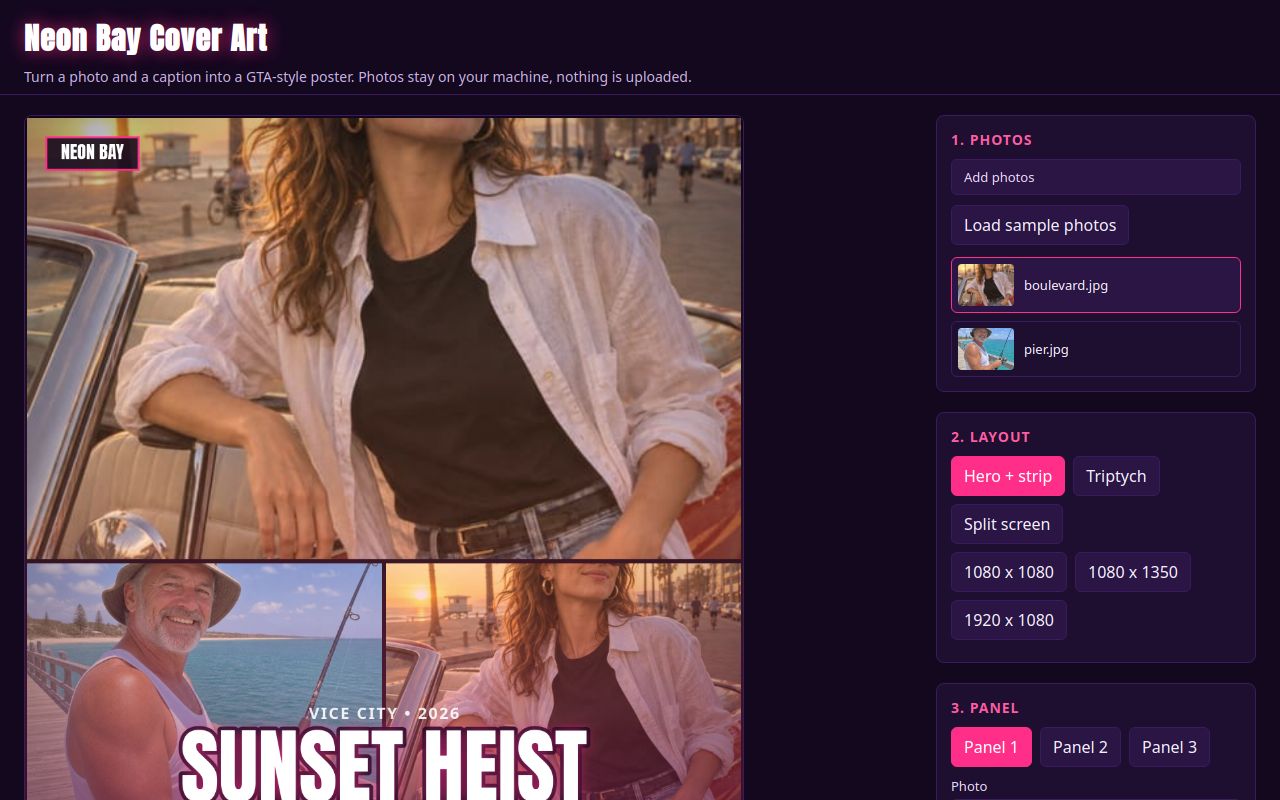 Neon Bay Cover Art
Turn a photo and a caption into a GTA-style poster. Photos stay on your machine, nothing is uploaded.
NEON BAY
VICE CITY • 2026
SUNSET HEIST
1. PHOTOS
Add photos
Load sample photos
boulevard.jpg
pier.jpg
2. LAYOUT
Hero + strip
Triptych
Split screen
1080 x 1080
1080 x 1350
1920 x 1080
3. PANEL
Panel 1
Panel 2
Panel 3
Photo